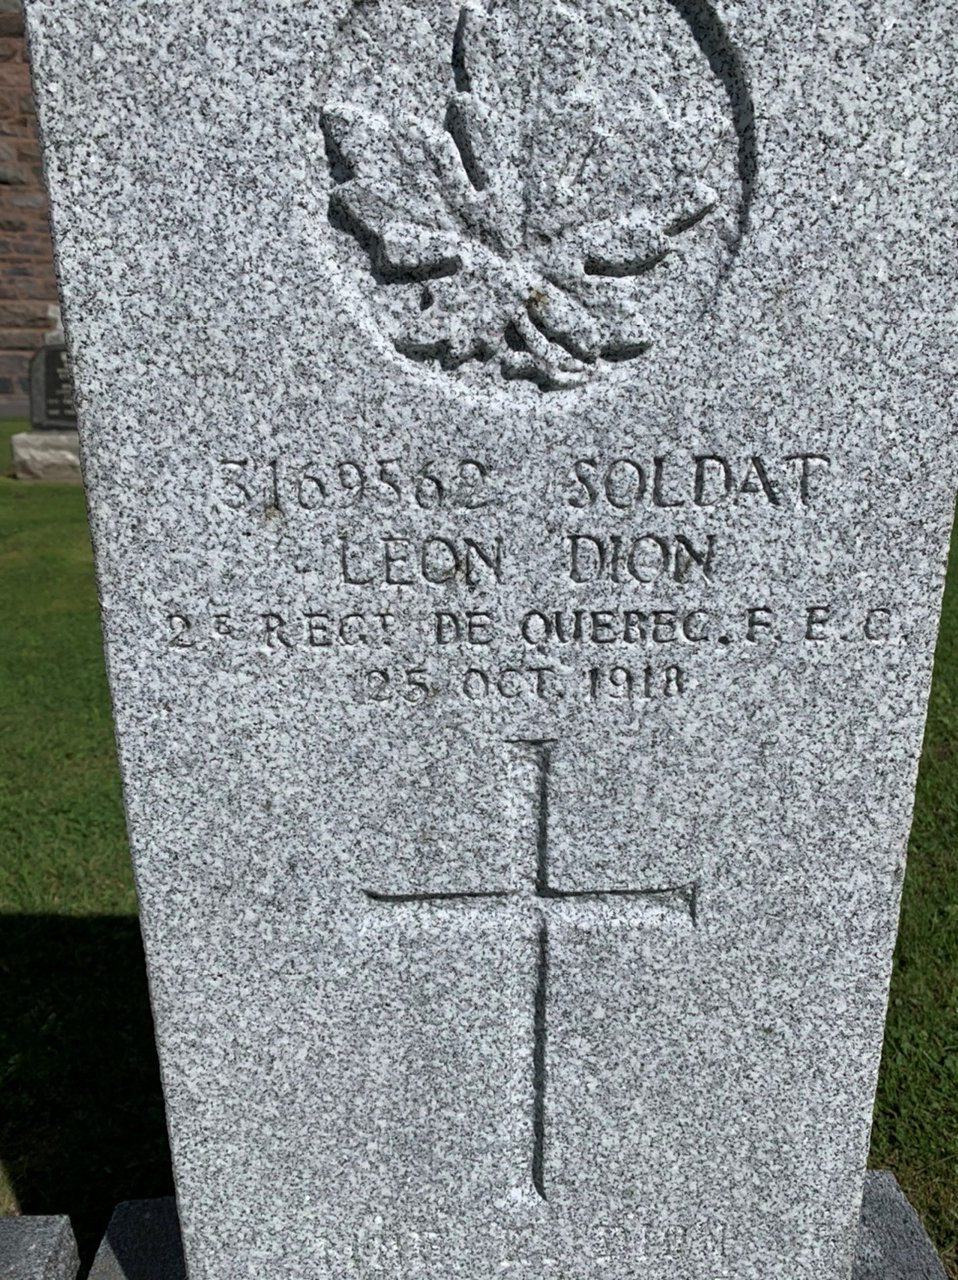 3169562 SOLDAT
LEON DION
2E REGT DE QUEBEC, F. E. C.
25 OCT. 1918